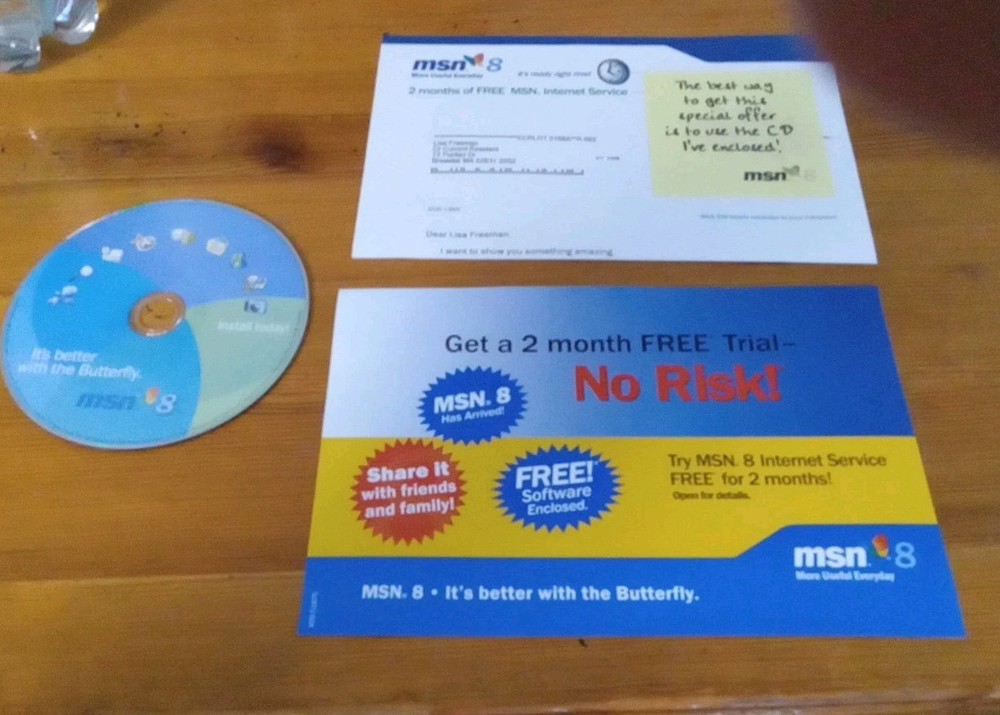 msn 8
More Useful Everyday
it's ready right now!
2 months of FREE MSN. Internet Service
The best way
to get this
special offer
is to use the CD
I've enclosed!
msn
Lisa Freeman
Dear Lisa Freeman
I want to show you something amazing
Install today!
It's better
with the Butterfly.
msn 8
Get a 2 month FREE Trial–
No Risk!
MSN. 8
Has Arrived!
Share It
with friends
and family!
FREE!
Software
Enclosed.
Try MSN. 8 Internet Service
FREE for 2 months!
Open for details.
msn 8
More Useful Everyday
MSN. 8 • It's better with the Butterfly.